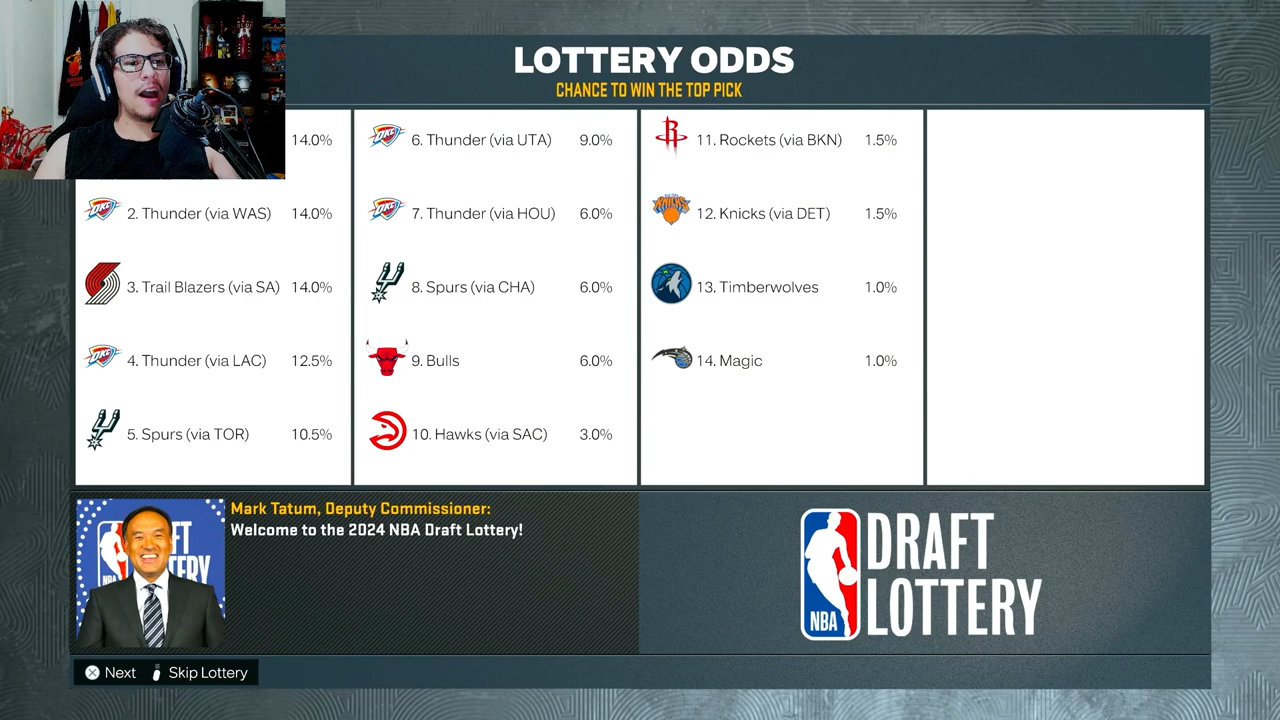 LOTTERY ODDS
CHANCE TO WIN THE TOP PICK
14.0%
2. Thunder (via WAS) 14.0%
3. Trail Blazers (via SA) 14.0%
4. Thunder (via LAC) 12.5%
5. Spurs (via TOR) 10.5%
6. Thunder (via UTA) 9.0%
7. Thunder (via HOU) 6.0%
8. Spurs (via CHA) 6.0%
9. Bulls 6.0%
10. Hawks (via SAC) 3.0%
11. Rockets (via BKN) 1.5%
12. Knicks (via DET) 1.5%
13. Timberwolves 1.0%
14. Magic 1.0%
Mark Tatum, Deputy Commissioner:
Welcome to the 2024 NBA Draft Lottery!
NBA
DRAFT
LOTTERY
Next Skip Lottery